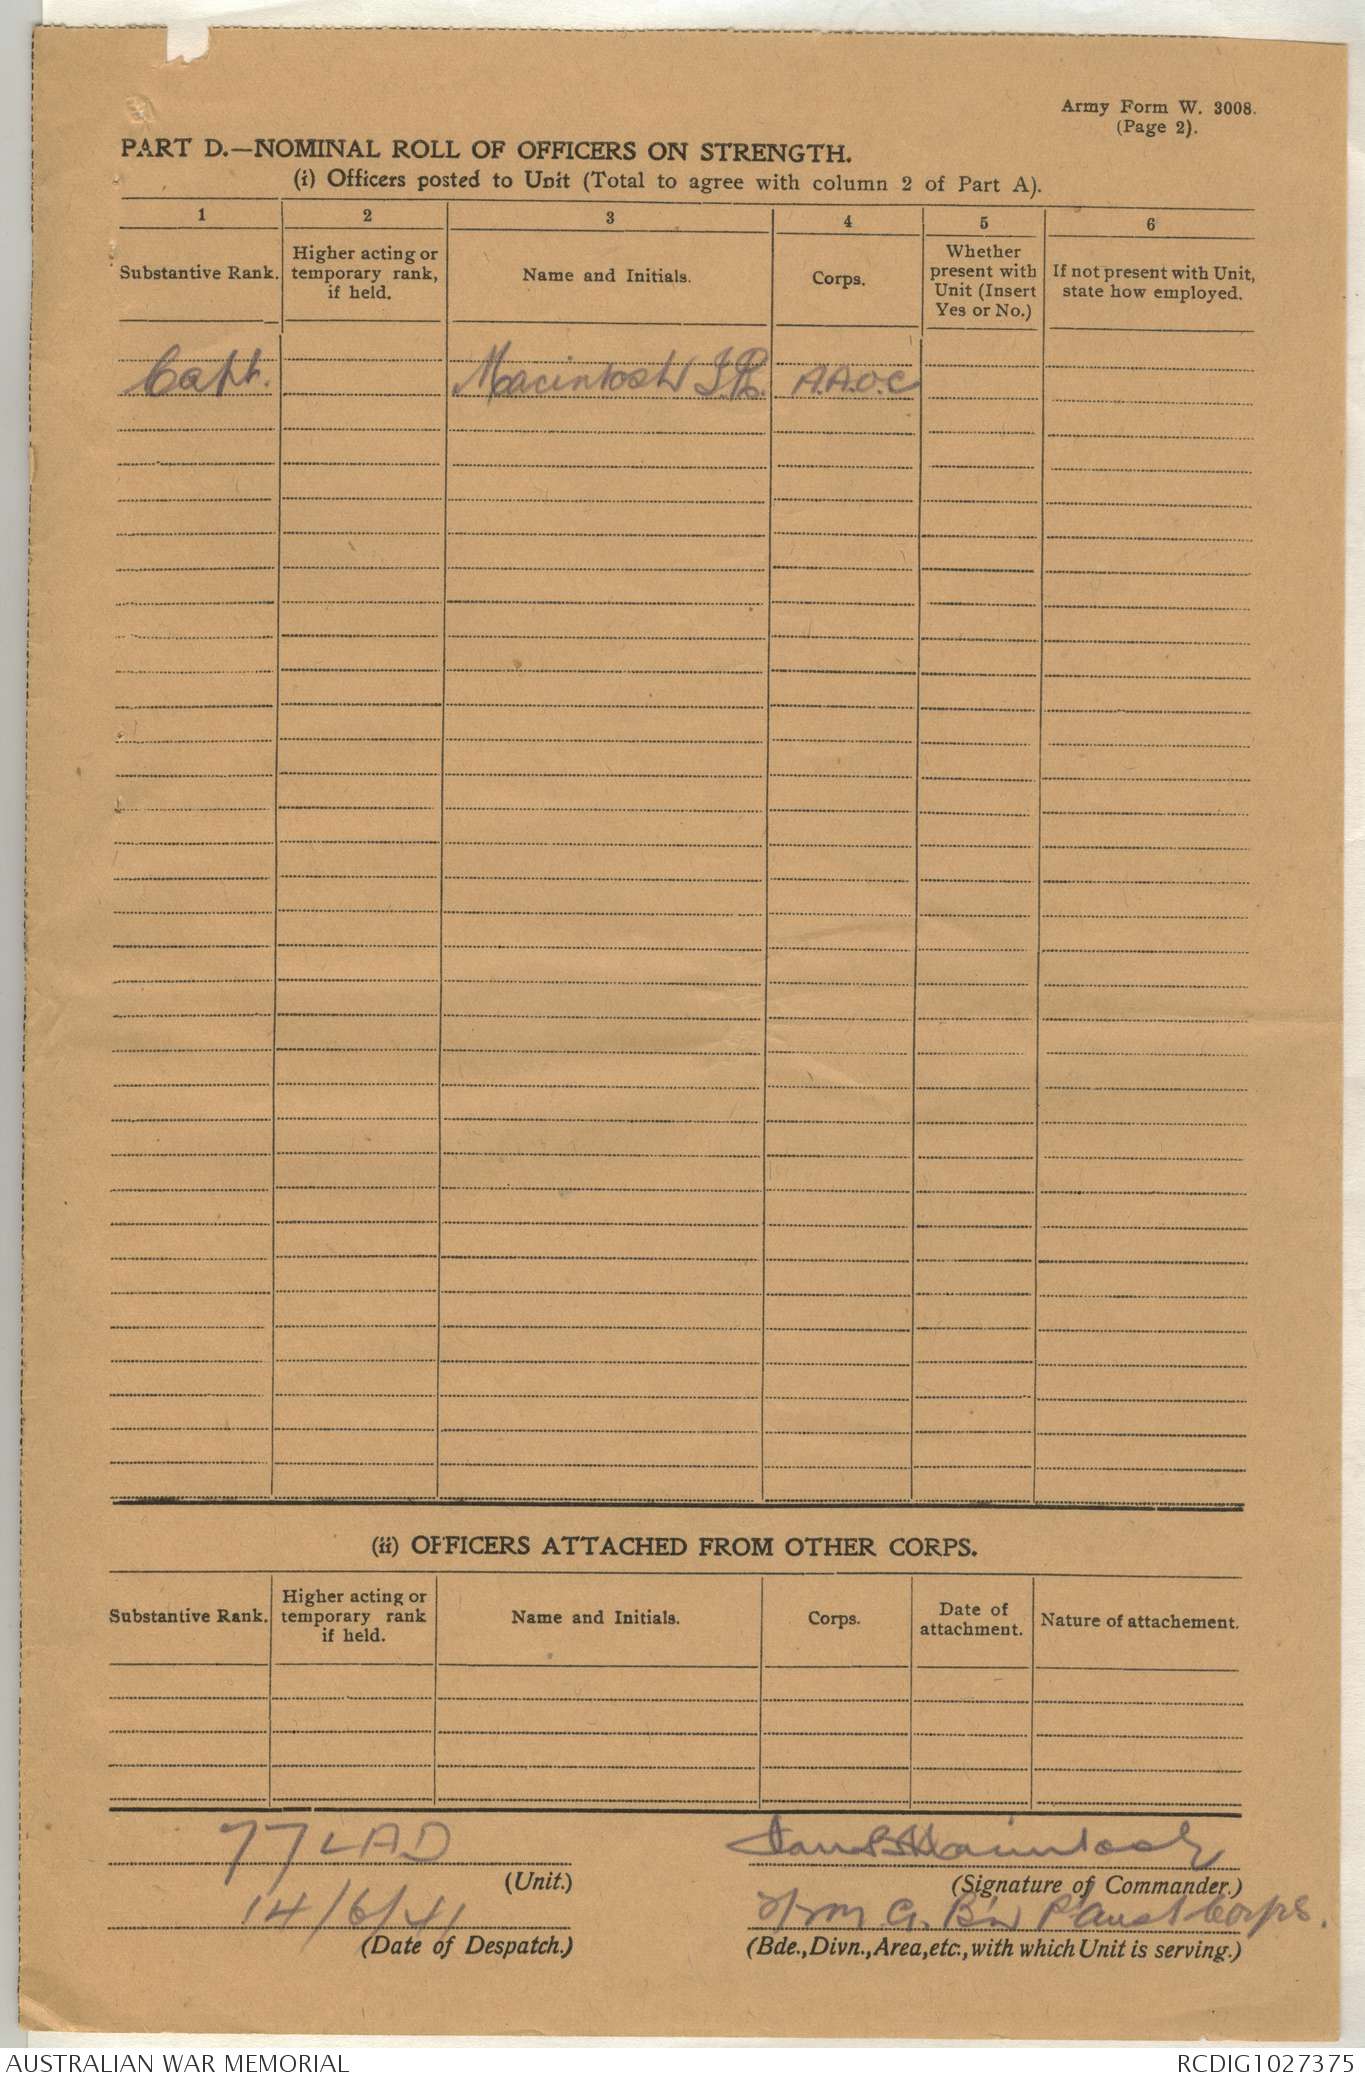 Army Form W. 3008.
(Page 2).
PART D.—NOMINAL ROLL OF OFFICERS ON STRENGTH.
(i) Officers posted to Unit (Total to agree with column 2 of Part A).
1 2 3 4 5 6
Substantive Rank.
Higher acting or
temporary rank,
if held.
Name and Initials.
Corps.
Whether
present with
Unit (Insert
Yes or No.)
If not present with Unit,
state how employed.
Capt. Macintosh I.B. A.A.O.C
(ii) OFFICERS ATTACHED FROM OTHER CORPS.
Substantive Rank.
Higher acting or
temporary rank
if held.
Name and Initials.
Corps.
Date of
attachment.
Nature of attachement.
77 LAD
(Unit.)
14/6/41
(Date of Despatch.)
Ian B Macintosh
(Signature of Commander.)
M G. B'n Corps.
(Bde., Divn., Area, etc., with which Unit is serving.)
AUSTRALIAN WAR MEMORIAL
RCDIG1027375